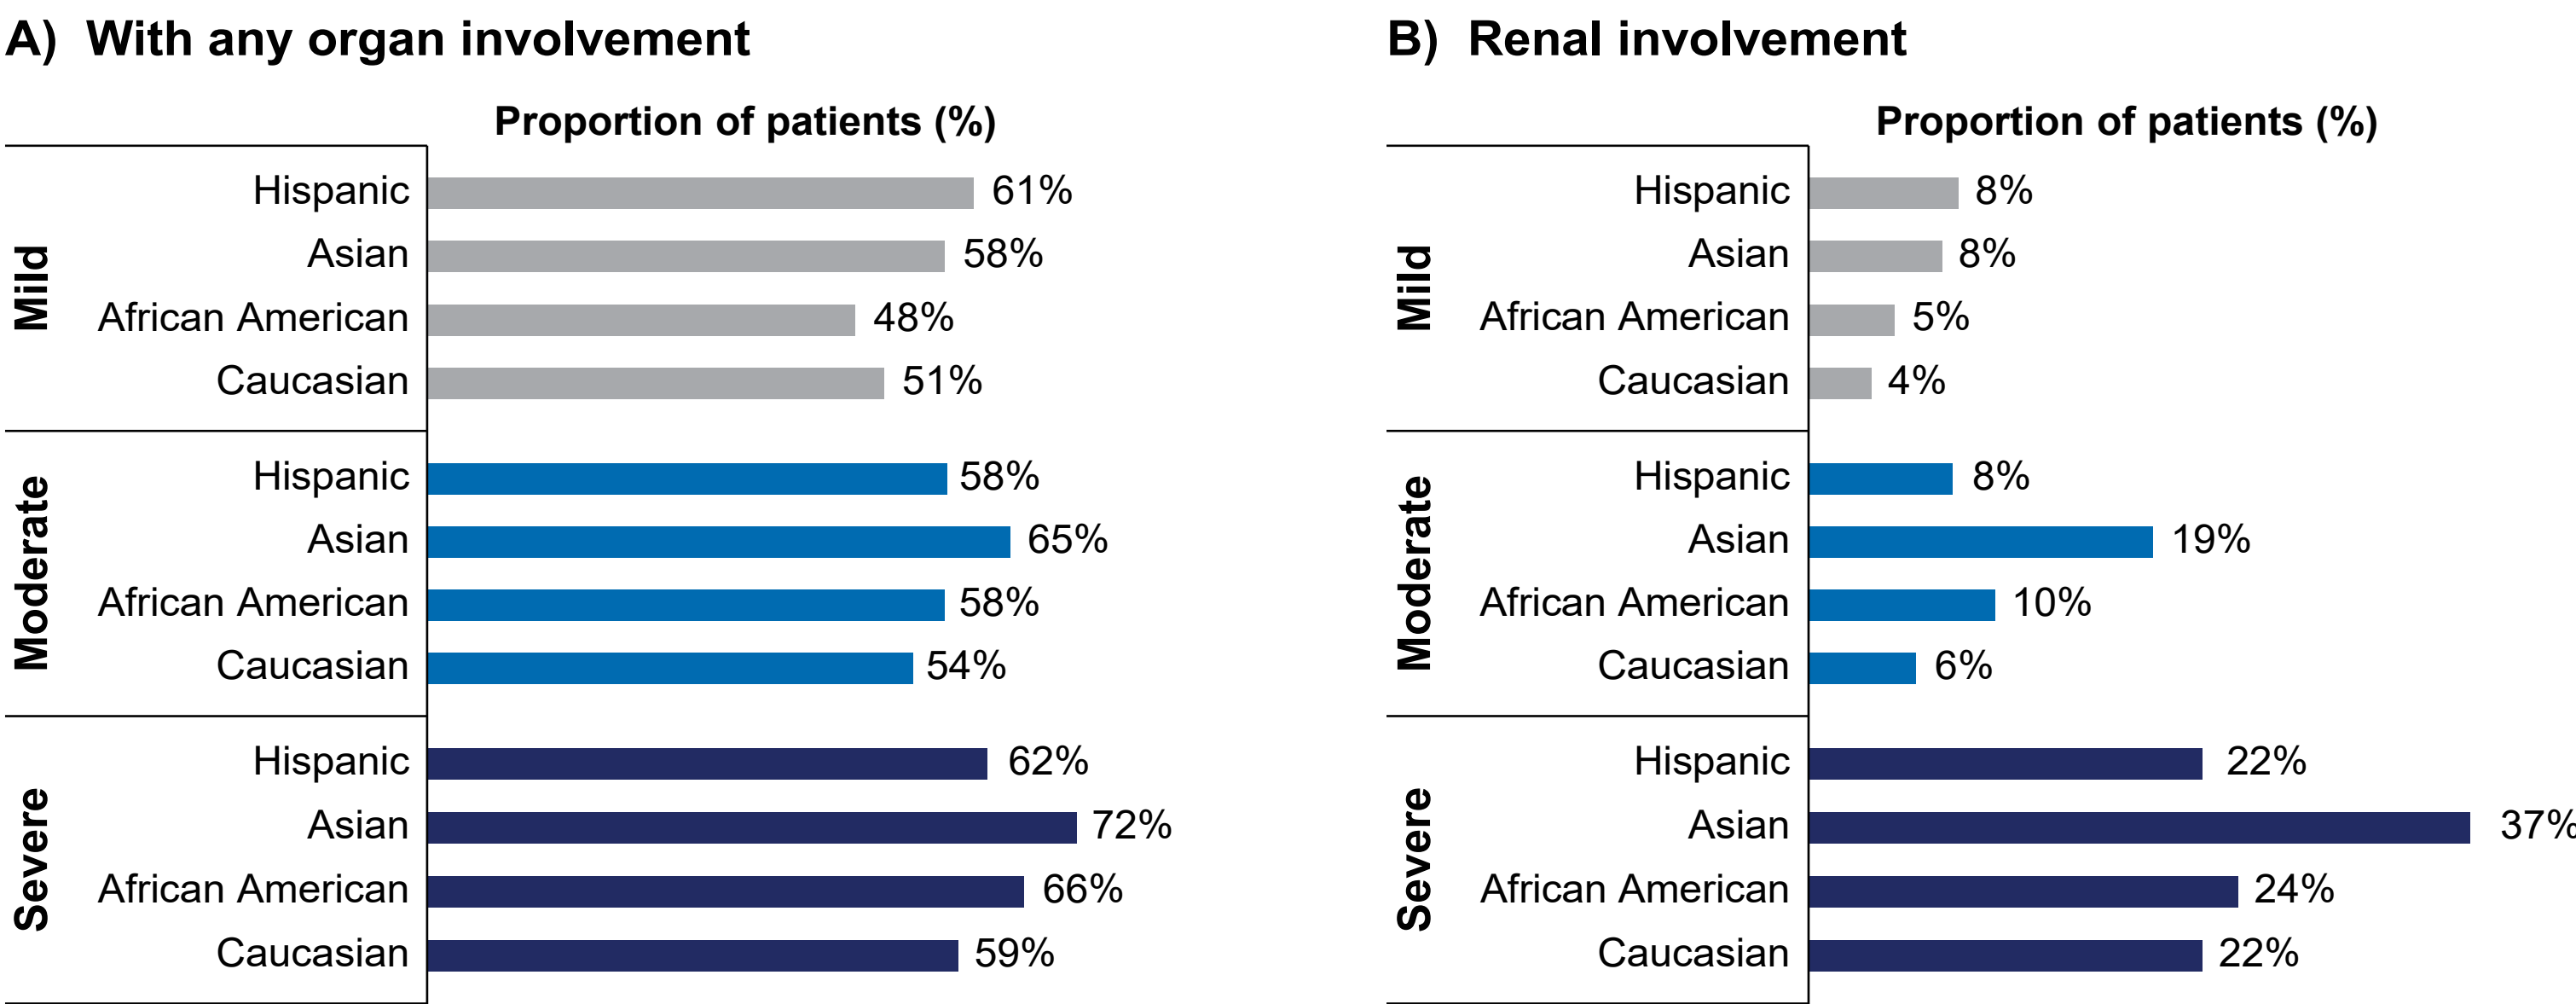 A) With any organ involvement
Proportion of patients (%)
Mild
Hispanic 61%
Asian 58%
African American 48%
Caucasian 51%
Moderate
Hispanic 58%
Asian 65%
African American 58%
Caucasian 54%
Severe
Hispanic 62%
Asian 72%
African American 66%
Caucasian 59%
B) Renal involvement
Proportion of patients (%)
Mild
Hispanic 8%
Asian 8%
African American 5%
Caucasian 4%
Moderate
Hispanic 8%
Asian 19%
African American 10%
Caucasian 6%
Severe
Hispanic 22%
Asian 37%
African American 24%
Caucasian 22%